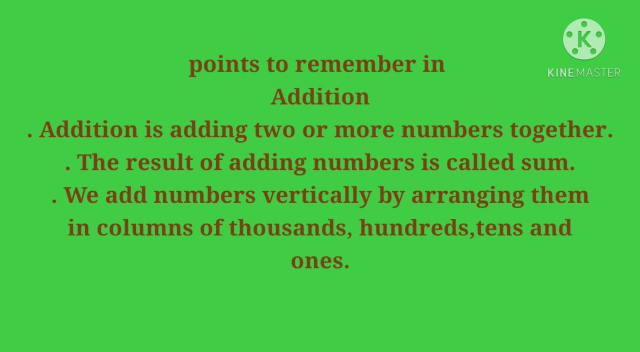 points to remember in
Addition
. Addition is adding two or more numbers together.
. The result of adding numbers is called sum.
. We add numbers vertically by arranging them
in columns of thousands, hundreds,tens and
ones.
K
KINEMASTER